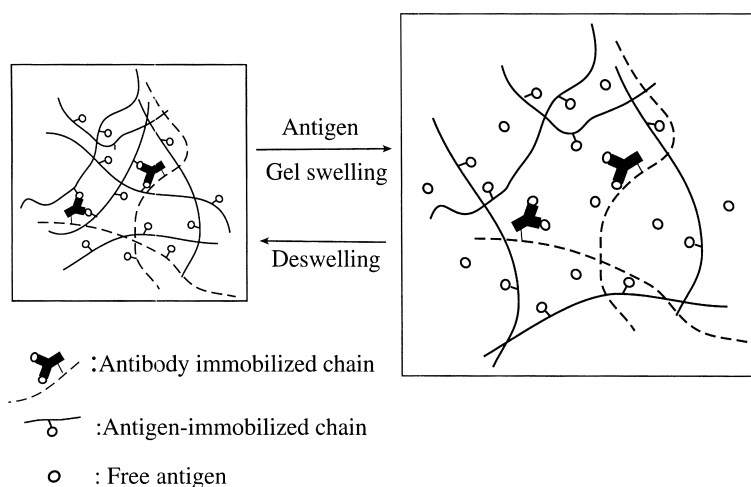 Antigen
Gel swelling
Deswelling
:Antibody immobilized chain
:Antigen-immobilized chain
: Free antigen